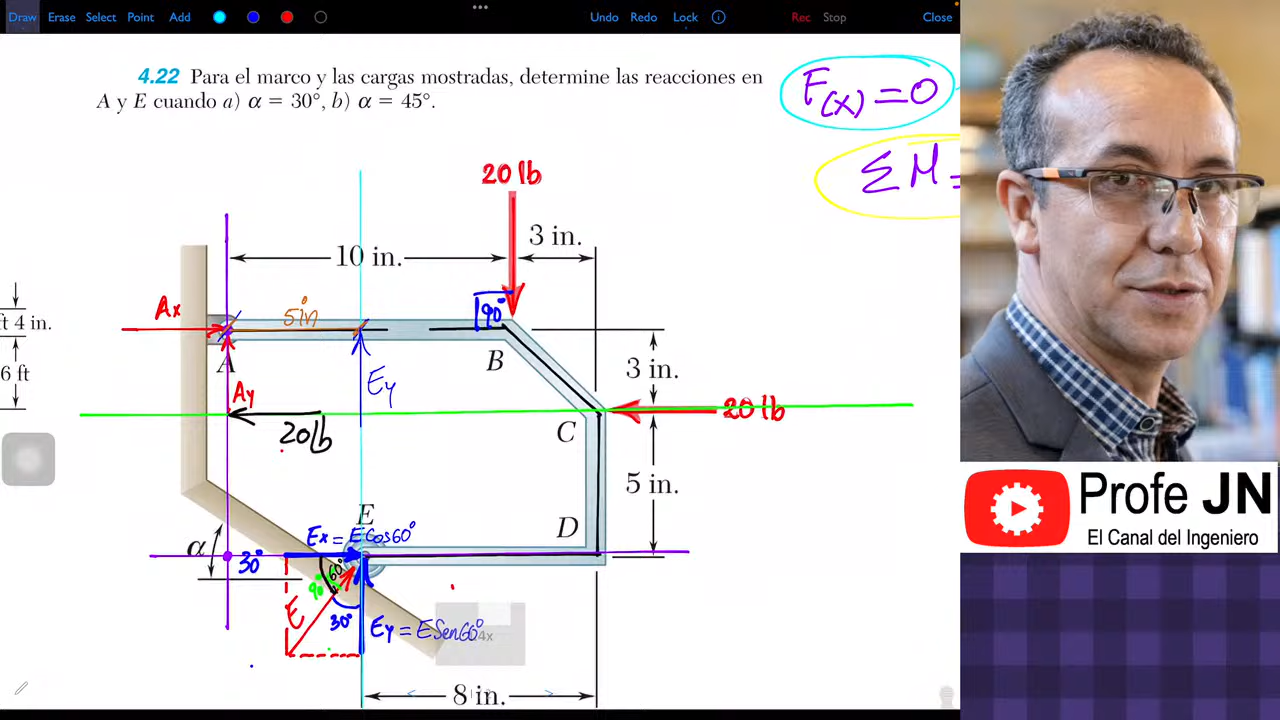 Draw Erase Select Point Add Undo Redo Lock Rec Stop Close
4.22 Para el marco y las cargas mostradas, determine las reacciones en
A y E cuando a) α = 30°, b) α = 45°.
F(x) = 0
ΣM =
20 lb
3 in.
10 in.
Ax
5in
90°
ft 4 in.
A
B
6 ft
Ay
Ey
3 in.
20 lb
20lb
C
5 in.
E
D
Ex = E Cos60°
α
30°
60°
90°
E
30°
Ey = E Sen60°
4x
8 in.
Profe JN
El Canal del Ingeniero